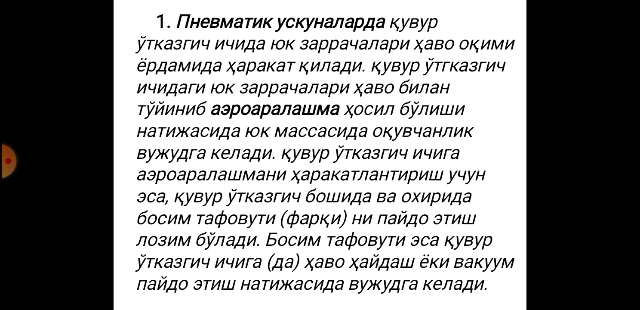 1. Пневматик ускуналарда қувур
ўтказгич ичида юк заррачалари ҳаво оқими
ёрдамида ҳаракат қилади. қувур ўтгказгич
ичидаги юк заррачалари ҳаво билан
тўйиниб аэроаралашма ҳосил бўлиши
натижасида юк массасида оқувчанлик
вужудга келади. қувур ўтказгич ичига
аэроаралашмани ҳаракатлантириш учун
эса, қувур ўтказгич бошида ва охирида
босим тафовути (фарқи) ни пайдо этиш
лозим бўлади. Босим тафовути эса қувур
ўтказгич ичига (да) ҳаво ҳайдаш ёки вакуум
пайдо этиш натижасида вужудга келади.